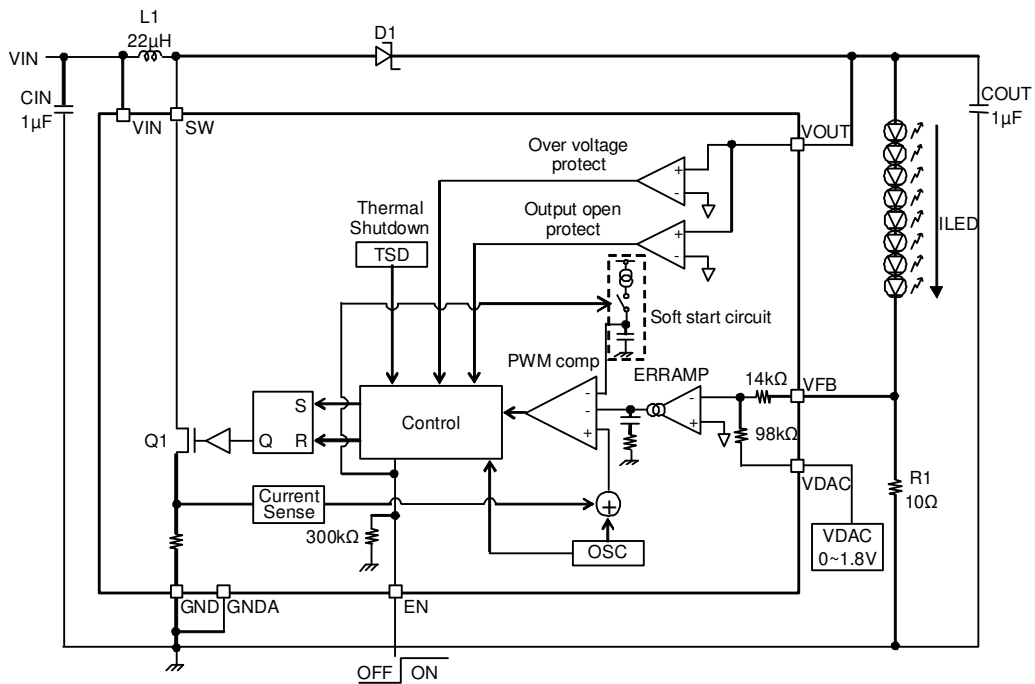 L1
22μH
D1
VIN
CIN
1μF
COUT
1μF
VIN
SW
VOUT
Over voltage
protect
Output open
protect
Thermal
Shutdown
TSD
ILED
Soft start circuit
PWM comp
ERRAMP
14kΩ
VFB
98kΩ
VDAC
S
Q
R
Control
Q1
+
-
+
-
-
-
+
-
+
Current
Sense
+
300kΩ
OSC
R1
10Ω
VDAC
0~1.8V
GND
GNDA
EN
OFF
ON